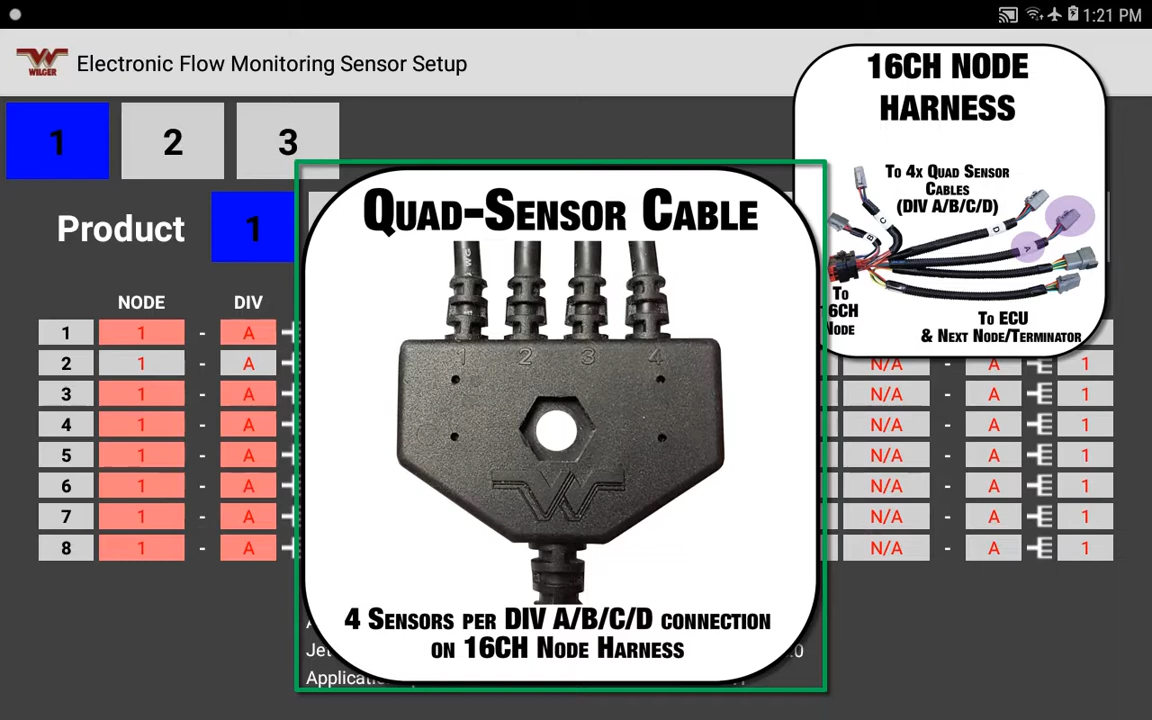 1:21 PM
WILGER Electronic Flow Monitoring Sensor Setup
1 2 3
Product 1
NODE DIV
1 1 - A
2 1 - A N/A - A 1
3 1 - A N/A - A 1
4 1 - A N/A - A 1
5 1 - A N/A - A 1
6 1 - A N/A - A 1
7 1 - A N/A - A 1
8 1 - A N/A - A 1
16CH NODE
HARNESS
To 4x Quad Sensor
Cables
(DIV A/B/C/D)
C
B
D
A
To
16CH
Node
To ECU
& Next Node/Terminator
Quad-Sensor Cable
1 2 3 4
4 Sensors per DIV A/B/C/D connection
on 16CH Node Harness